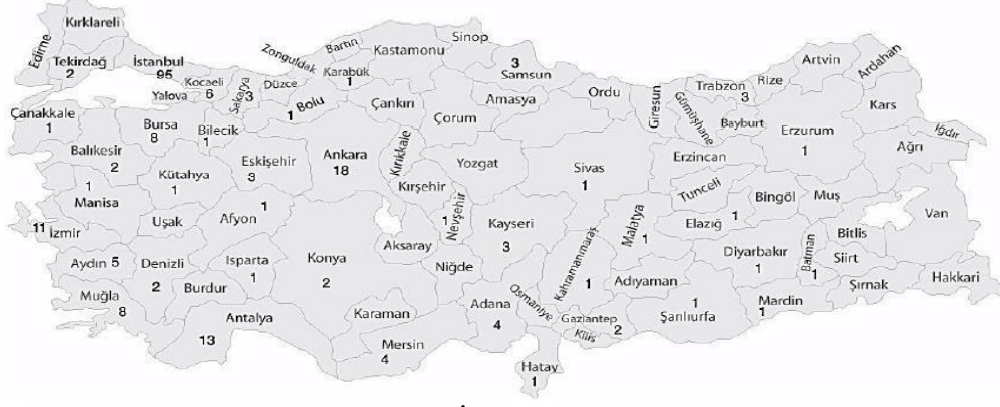 Kırklareli
Edirne
Tekirdağ
2
İstanbul
95
Kocaeli
6
Yalova
Sakarya
3
Düzce
Zonguldak
Bartın
Karabük
1
Kastamonu
Sinop
3
Samsun
Bolu
1
Çankırı
Çorum
Amasya
Ordu
Giresun
Trabzon
3
Gümüşhane
Rize
Artvin
Ardahan
Kars
Iğdır
Ağrı
Bayburt
Erzurum
1
Erzincan
Çanakkale
1
Balıkesir
2
Bursa
8
Bilecik
1
Eskişehir
3
Kütahya
1
Ankara
18
Kırıkkale
Kırşehir
Yozgat
Sivas
1
Tunceli
Bingöl
Muş
Van
Bitlis
Siirt
Hakkari
Şırnak
Batman
1
Mardin
1
Diyarbakır
1
Elazığ
1
Malatya
1
1
Manisa
11
İzmir
Uşak
Afyon
1
Aydın 5
Denizli
2
Muğla
8
Burdur
Isparta
1
Antalya
13
Konya
2
Karaman
Mersin
4
Aksaray
Niğde
1
Nevşehir
Kayseri
3
Adana
4
Osmaniye
Kahramanmaraş
1
Adıyaman
Gaziantep
2
Kilis
1
Şanlıurfa
Hatay
1